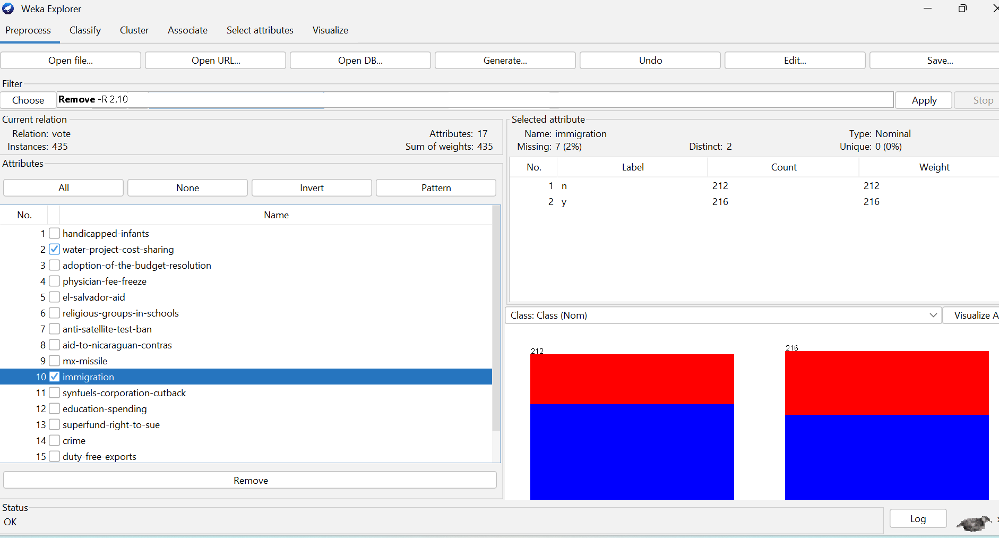 Weka Explorer
Preprocess Classify Cluster Associate Select attributes Visualize
Open file... Open URL... Open DB... Generate... Undo Edit... Save...
Filter
Choose Remove -R 2,10 Apply Stop
Current relation
Relation: vote Attributes: 17
Instances: 435 Sum of weights: 435
Attributes
All None Invert Pattern
No. Name
1 handicapped-infants
2 water-project-cost-sharing
3 adoption-of-the-budget-resolution
4 physician-fee-freeze
5 el-salvador-aid
6 religious-groups-in-schools
7 anti-satellite-test-ban
8 aid-to-nicaraguan-contras
9 mx-missile
10 immigration
11 synfuels-corporation-cutback
12 education-spending
13 superfund-right-to-sue
14 crime
15 duty-free-exports
Remove
Selected attribute
Name: immigration Type: Nominal
Missing: 7 (2%) Distinct: 2 Unique: 0 (0%)
No. Label Count Weight
1 n 212 212
2 y 216 216
Class: Class (Nom) Visualize A
212 216
Status
OK
Log